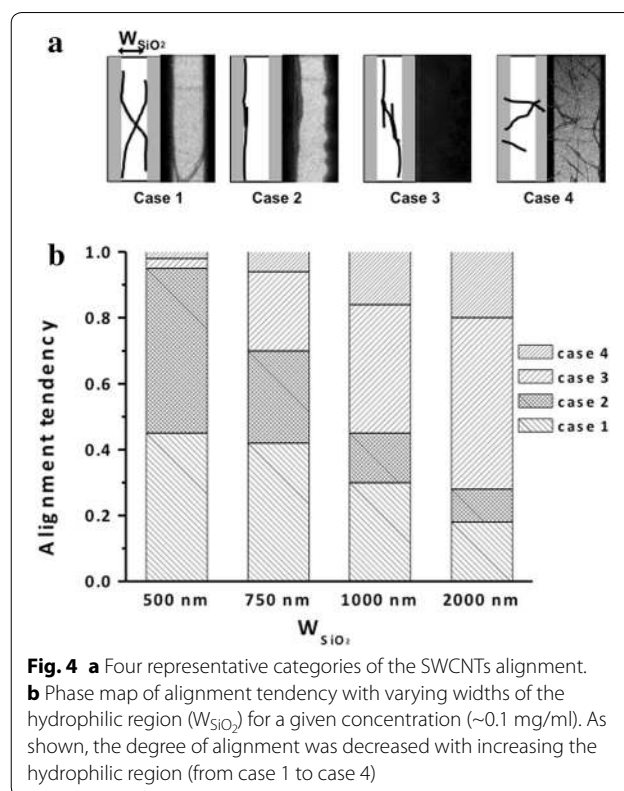 a
W_SiO₂
Case 1 Case 2 Case 3 Case 4
b
Alignment tendency
1.0
0.8
0.6
0.4
0.2
0.0
case 4
case 3
case 2
case 1
500 nm 750 nm 1000 nm 2000 nm
W_SiO₂
Fig. 4 a Four representative categories of the SWCNTs alignment.
b Phase map of alignment tendency with varying widths of the
hydrophilic region (W_SiO₂) for a given concentration (~0.1 mg/ml). As
shown, the degree of alignment was decreased with increasing the
hydrophilic region (from case 1 to case 4)